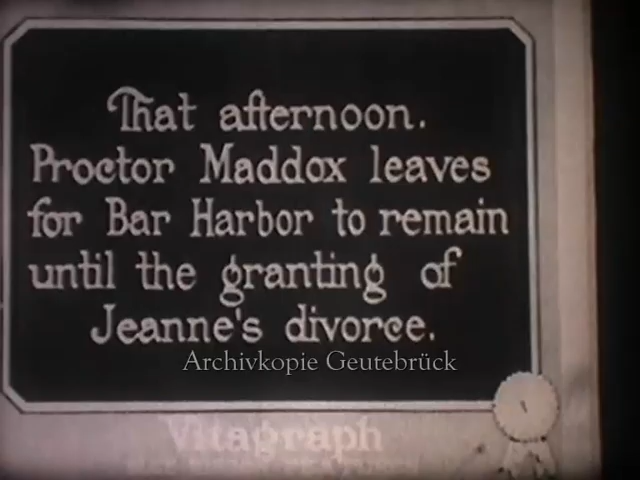 That afternoon.
Proctor Maddox leaves
for Bar Harbor to remain
until the granting of
Jeanne's divorce.
Archivkopie Geutebrück
Vitagraph